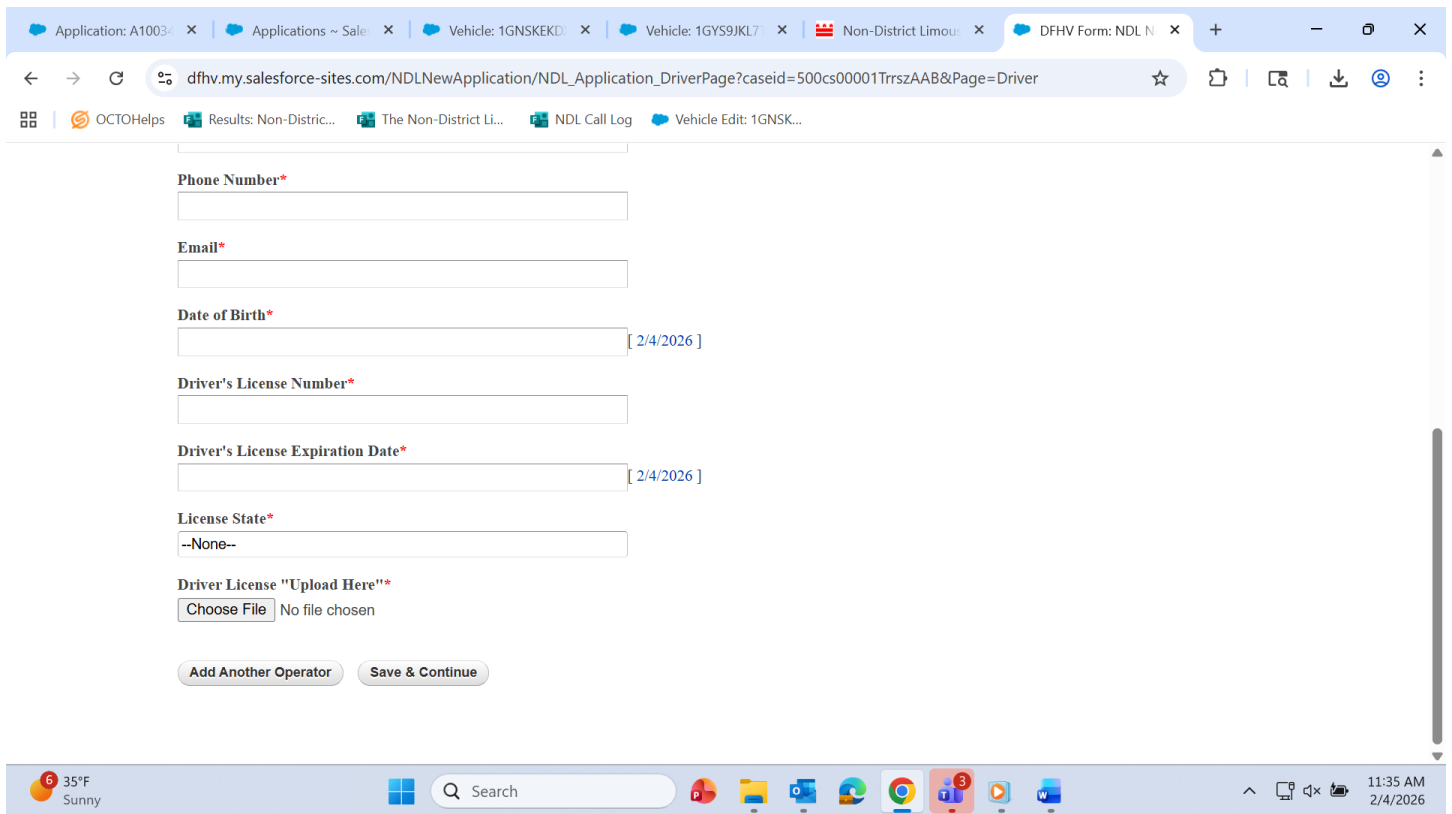 Application: A10034
Applications ~ Sale
Vehicle: 1GNSKEKD
Vehicle: 1GYS9JKL7
Non-District Limous
DFHV Form: NDL N
dfhv.my.salesforce-sites.com/NDLNewApplication/NDL_Application_DriverPage?caseid=500cs00001TrrszAAB&Page=Driver
OCTOHelps
Results: Non-Distric...
The Non-District Li...
NDL Call Log
Vehicle Edit: 1GNSK...
Phone Number*
Email*
Date of Birth*
[ 2/4/2026 ]
Driver's License Number*
Driver's License Expiration Date*
[ 2/4/2026 ]
License State*
--None--
Driver License "Upload Here"*
Choose File No file chosen
Add Another Operator
Save & Continue
6
35°F
Sunny
Search
3
11:35 AM
2/4/2026